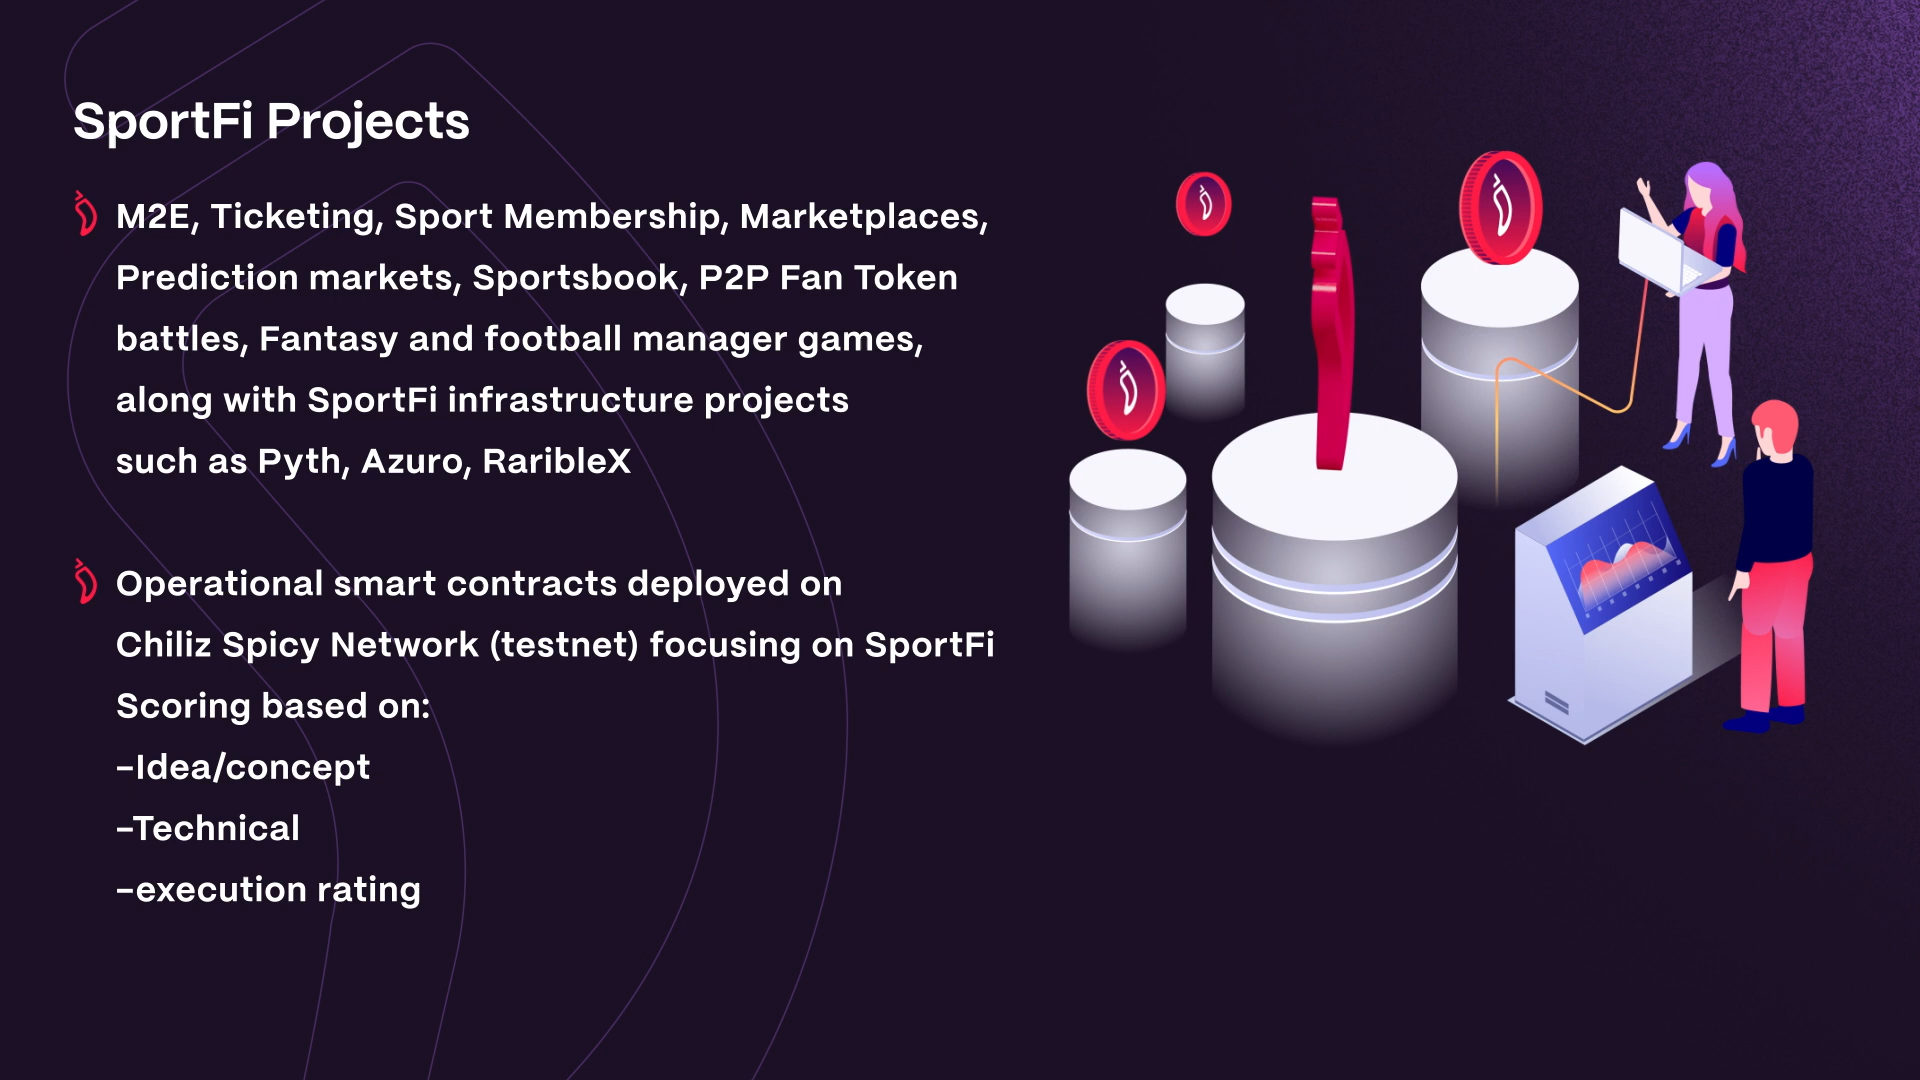 SportFi Projects
M2E, Ticketing, Sport Membership, Marketplaces,
Prediction markets, Sportsbook, P2P Fan Token
battles, Fantasy and football manager games,
along with SportFi infrastructure projects
such as Pyth, Azuro, RaribleX
Operational smart contracts deployed on
Chiliz Spicy Network (testnet) focusing on SportFi
Scoring based on:
-Idea/concept
-Technical
-execution rating